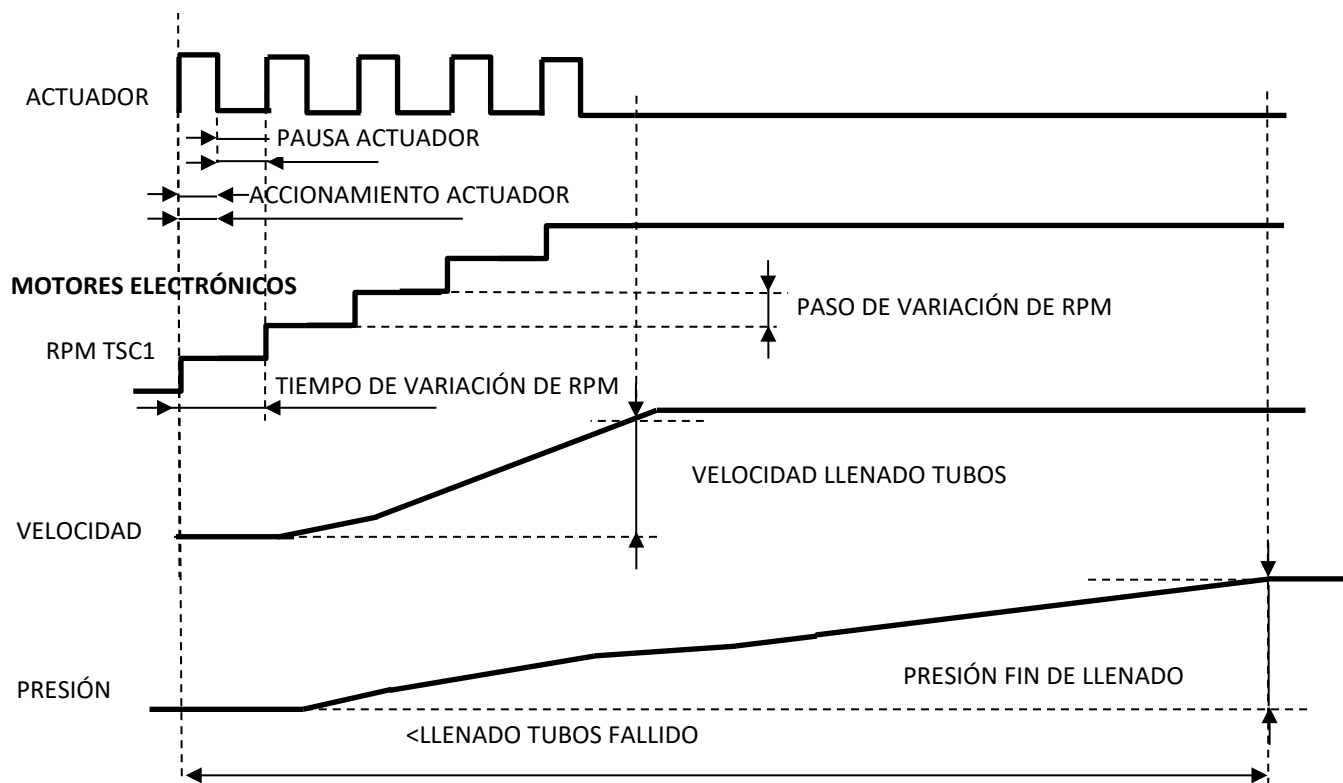 ACTUADOR
PAUSA ACTUADOR
ACCIONAMIENTO ACTUADOR
MOTORES ELECTRÓNICOS
PASO DE VARIACIÓN DE RPM
RPM TSC1
TIEMPO DE VARIACIÓN DE RPM
VELOCIDAD LLENADO TUBOS
VELOCIDAD
PRESIÓN FIN DE LLENADO
PRESIÓN
<LLENADO TUBOS FALLIDO